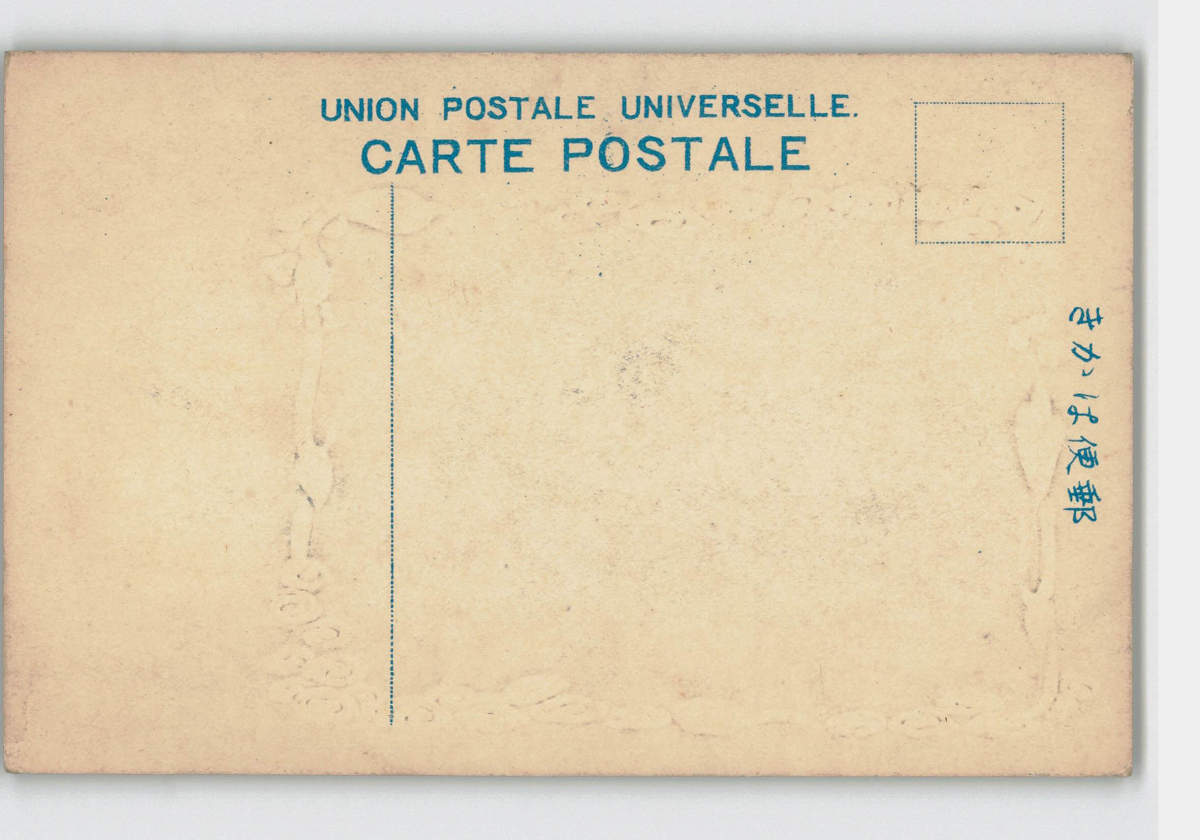 UNION POSTALE UNIVERSELLE.
CARTE POSTALE
郵便はかき